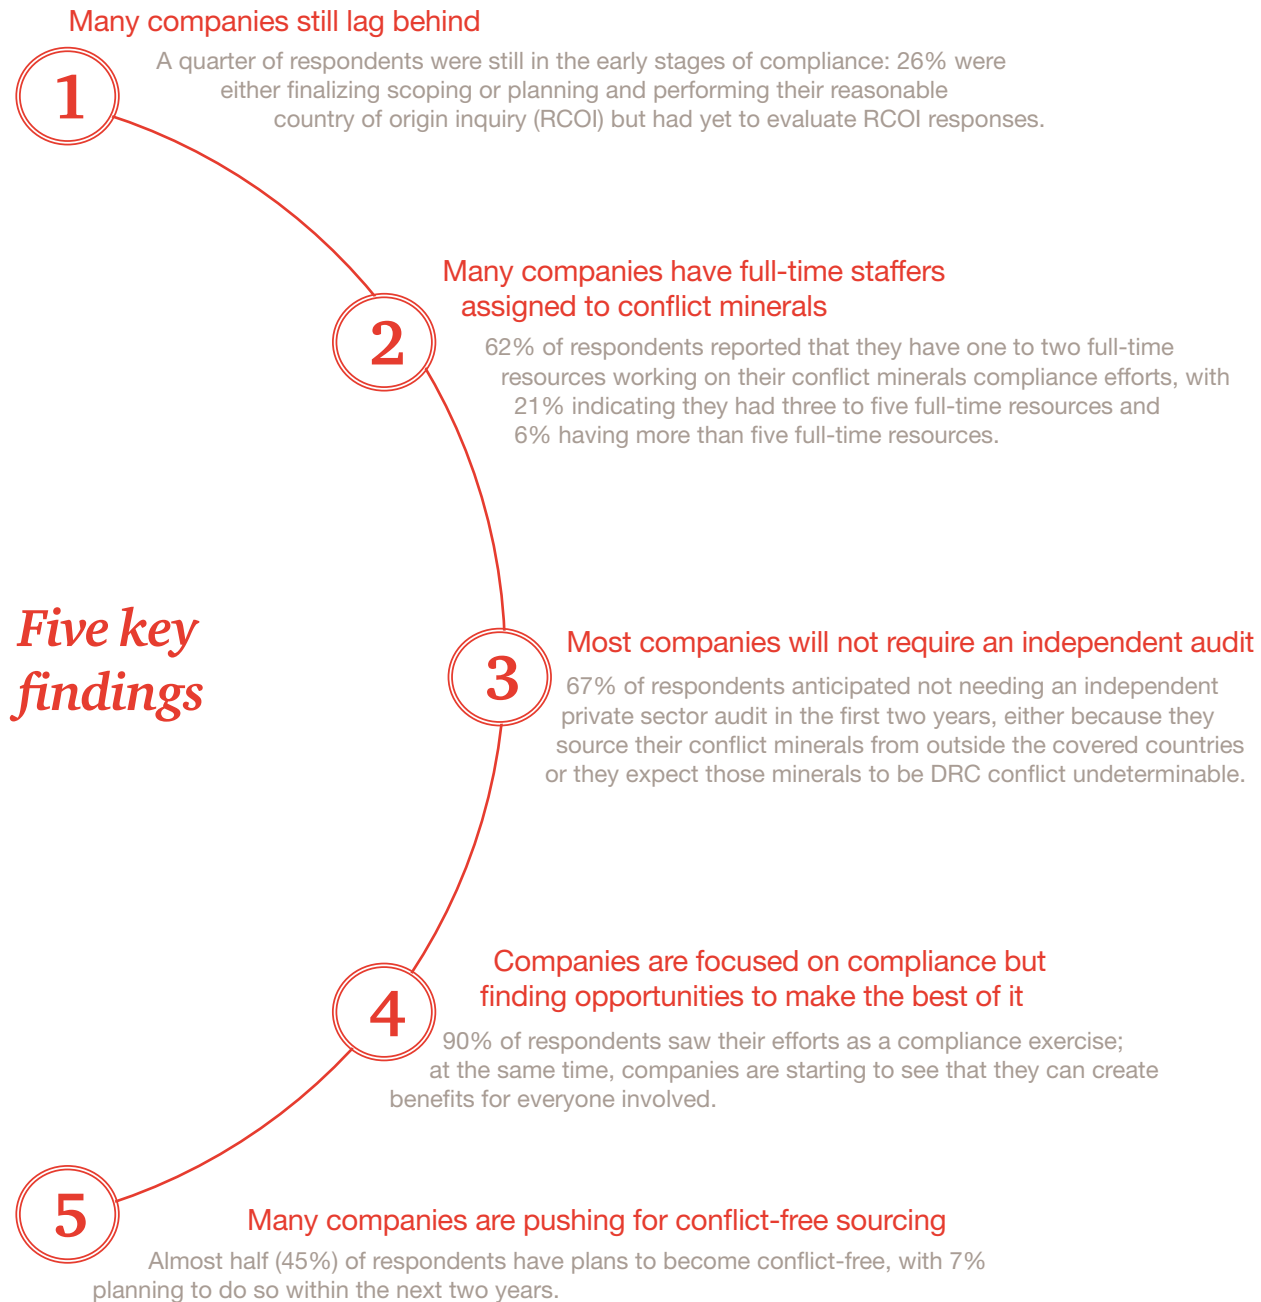 Many companies still lag behind
1
A quarter of respondents were still in the early stages of compliance: 26% were
either finalizing scoping or planning and performing their reasonable
country of origin inquiry (RCOI) but had yet to evaluate RCOI responses.
Many companies have full-time staffers
assigned to conflict minerals
2
62% of respondents reported that they have one to two full-time
resources working on their conflict minerals compliance efforts, with
21% indicating they had three to five full-time resources and
6% having more than five full-time resources.
Five key
findings
Most companies will not require an independent audit
3
67% of respondents anticipated not needing an independent
private sector audit in the first two years, either because they
source their conflict minerals from outside the covered countries
or they expect those minerals to be DRC conflict undeterminable.
Companies are focused on compliance but
finding opportunities to make the best of it
4
90% of respondents saw their efforts as a compliance exercise;
at the same time, companies are starting to see that they can create
benefits for everyone involved.
5
Many companies are pushing for conflict-free sourcing
Almost half (45%) of respondents have plans to become conflict-free, with 7%
planning to do so within the next two years.